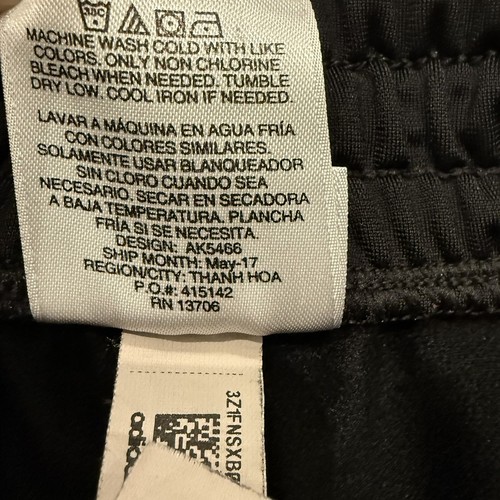 30C
MACHINE WASH COLD WITH LIKE
COLORS. ONLY NON CHLORINE
BLEACH WHEN NEEDED. TUMBLE
DRY LOW. COOL IRON IF NEEDED.
LAVAR A MÁQUINA EN AGUA FRÍA
CON COLORES SIMILARES.
SOLAMENTE USAR BLANQUEADOR
SIN CLORO CUANDO SEA
NECESARIO. SECAR EN SECADORA
A BAJA TEMPERATURA. PLANCHA
FRÍA SI SE NECESITA.
DESIGN: AK5466
SHIP MONTH: May-17
REGION/CITY: THANH HOA
P.O.#: 415142
RN 13706
adidas